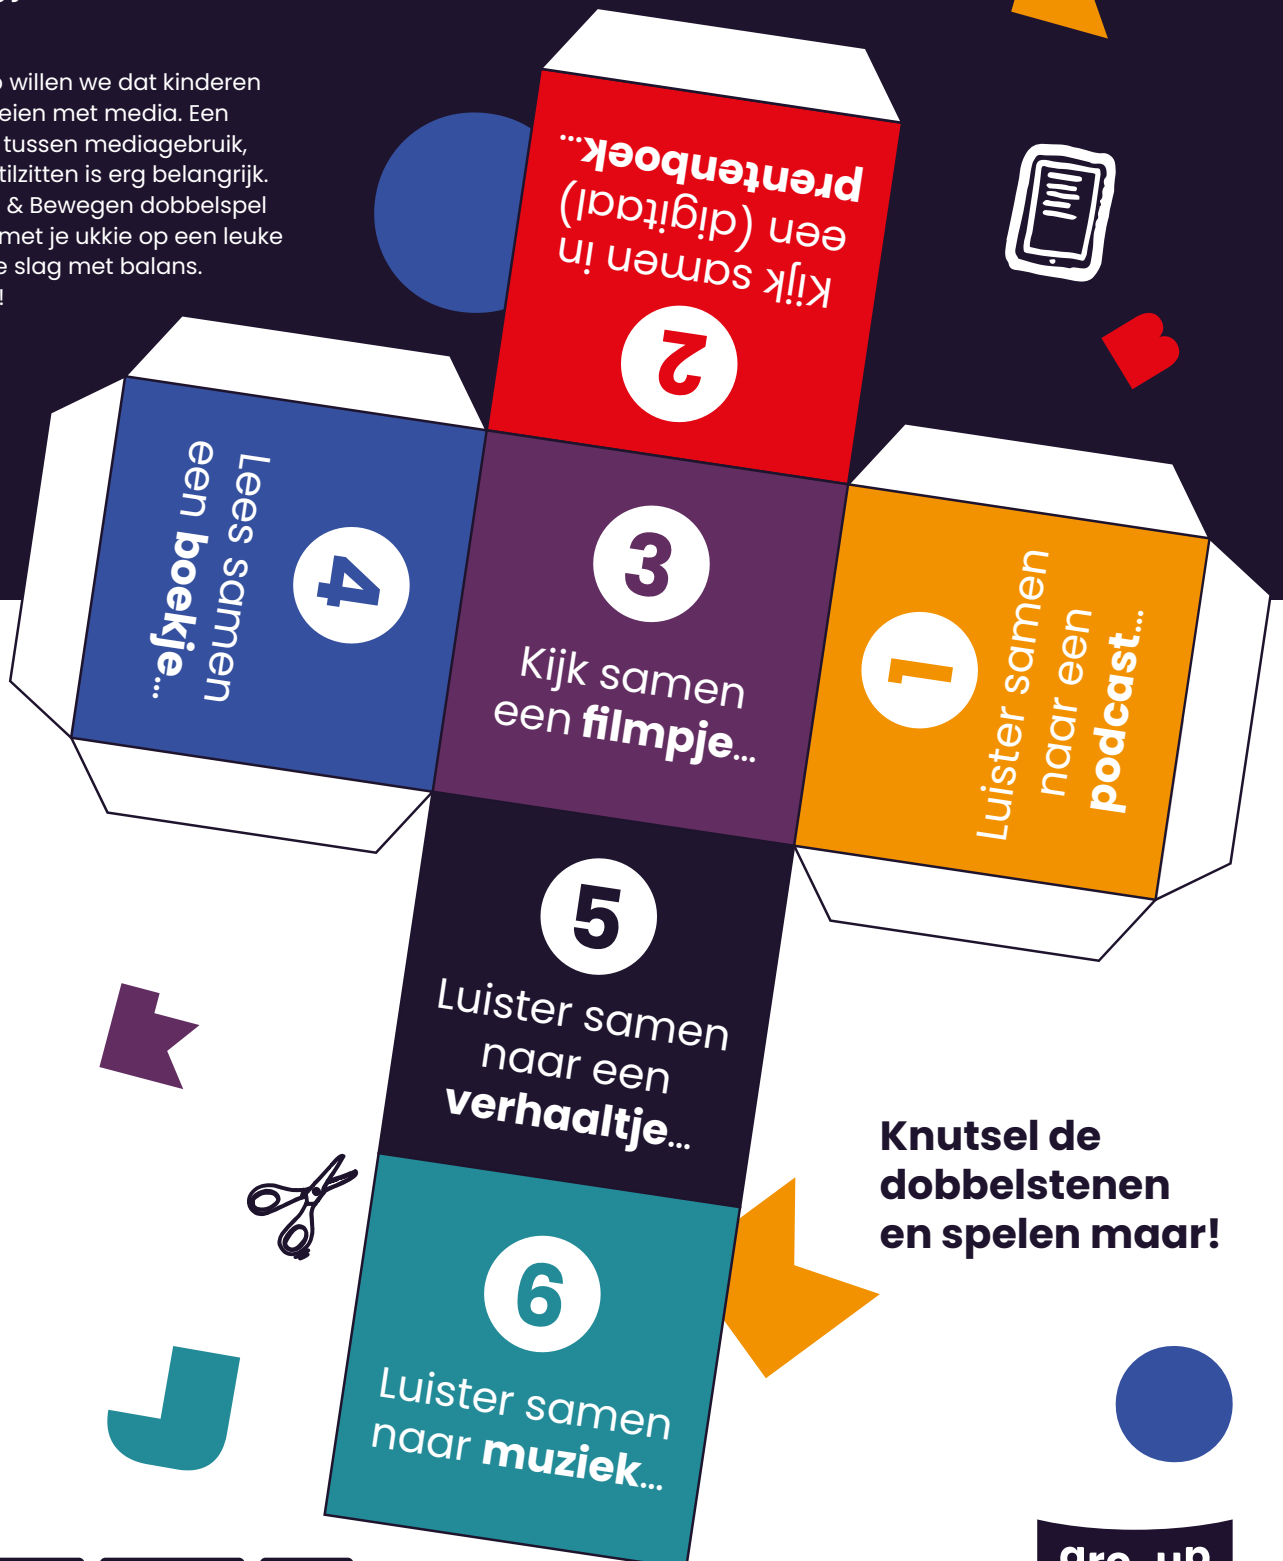 willen we dat kinderen
eien met media. Een
tussen mediagebruik,
tilzitten is erg belangrijk.
& Bewegen dobbelspel
met je ukkie op een leuke
e slag met balans.
!
2
Kijk samen in
een (digitaal)
prentenboek...
4
Lees samen
een boekje...
3
Kijk samen
een filmpje...
1
Luister samen
naar een
podcast...
5
Luister samen
naar een
verhaaltje...
6
Luister samen
naar muziek...
Knutsel de
dobbelstenen
en spelen maar!